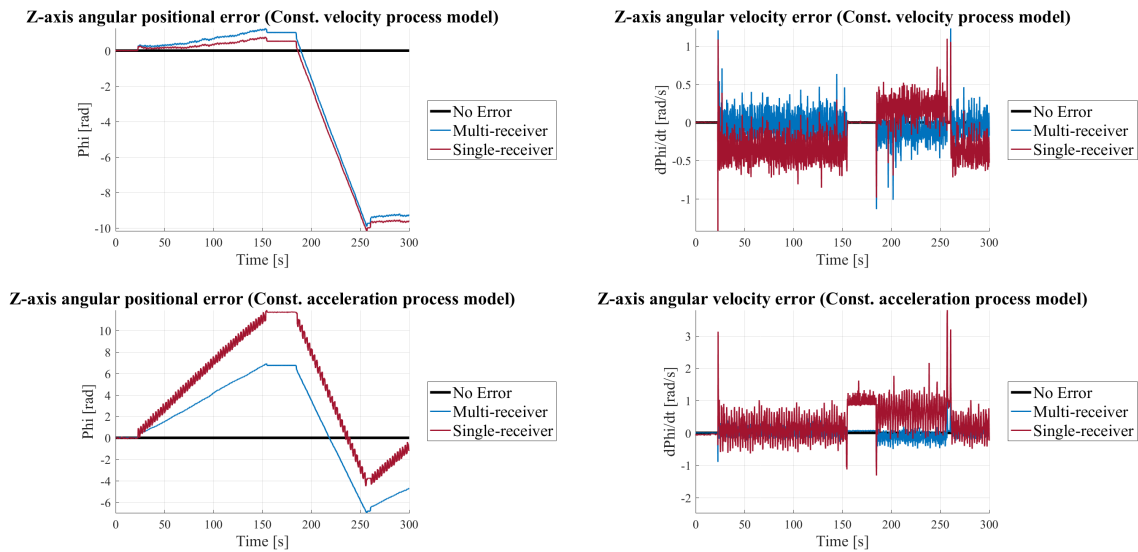 Z-axis angular positional error (Const. velocity process model)
0
-2
-4
-6
-8
-10
Phi [rad]
0 50 100 150 200 250 300
Time [s]
No Error
Multi-receiver
Single-receiver
Z-axis angular velocity error (Const. velocity process model)
1
0.5
0
-0.5
-1
dPhi/dt [rad/s]
0 50 100 150 200 250 300
Time [s]
No Error
Multi-receiver
Single-receiver
Z-axis angular positional error (Const. acceleration process model)
10
8
6
4
2
0
-2
-4
-6
Phi [rad]
0 50 100 150 200 250 300
Time [s]
No Error
Multi-receiver
Single-receiver
Z-axis angular velocity error (Const. acceleration process model)
3
2
1
0
-1
-2
dPhi/dt [rad/s]
0 50 100 150 200 250 300
Time [s]
No Error
Multi-receiver
Single-receiver